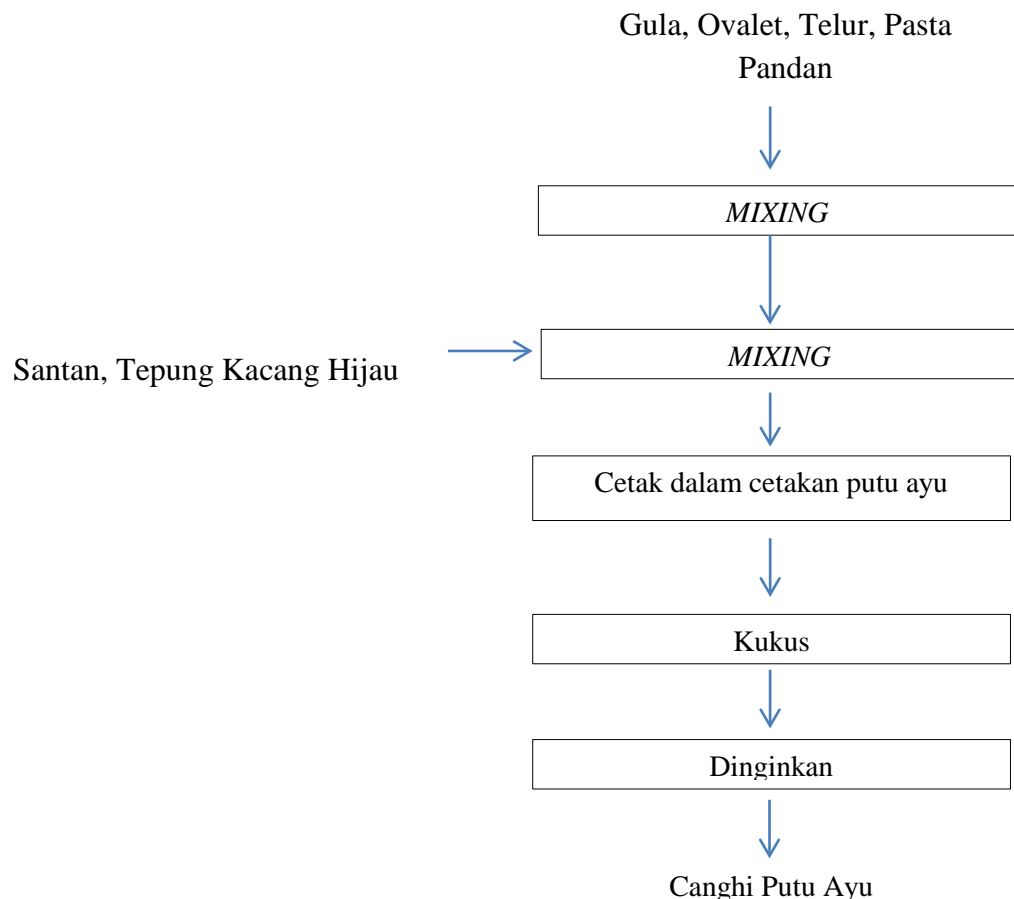 Gula, Ovalet, Telur, Pasta
Pandan
MIXING
MIXING
Santan, Tepung Kacang Hijau
Cetak dalam cetakan putu ayu
Kukus
Dinginkan
Canghi Putu Ayu